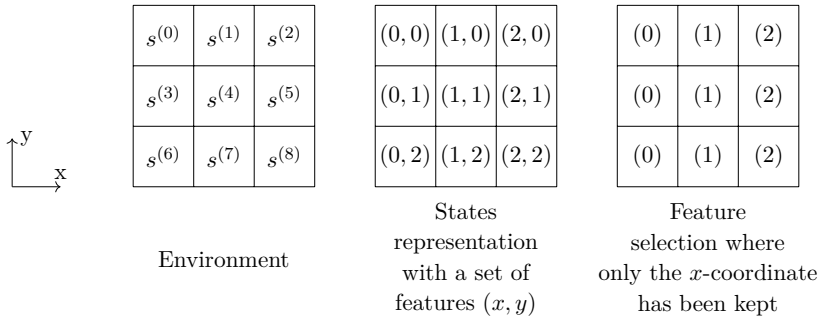 s^{(0)} s^{(1)} s^{(2)}
s^{(3)} s^{(4)} s^{(5)}
s^{(6)} s^{(7)} s^{(8)}
y
x
Environment
(0, 0) (1, 0) (2, 0)
(0, 1) (1, 1) (2, 1)
(0, 2) (1, 2) (2, 2)
States
representation
with a set of
features (x, y)
(0) (1) (2)
(0) (1) (2)
(0) (1) (2)
Feature
selection where
only the x-coordinate
has been kept